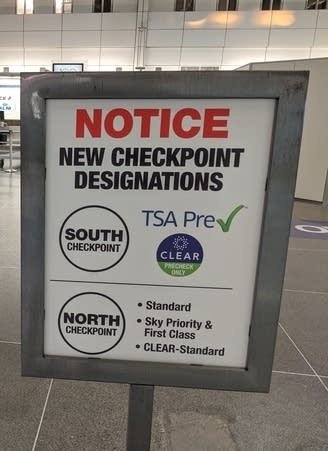 NOTICE
NEW CHECKPOINT
DESIGNATIONS
SOUTH
CHECKPOINT
TSA Pre✓
CLEAR
PRECHECK
ONLY
NORTH
CHECKPOINT
• Standard
• Sky Priority &
First Class
• CLEAR-Standard
KLM